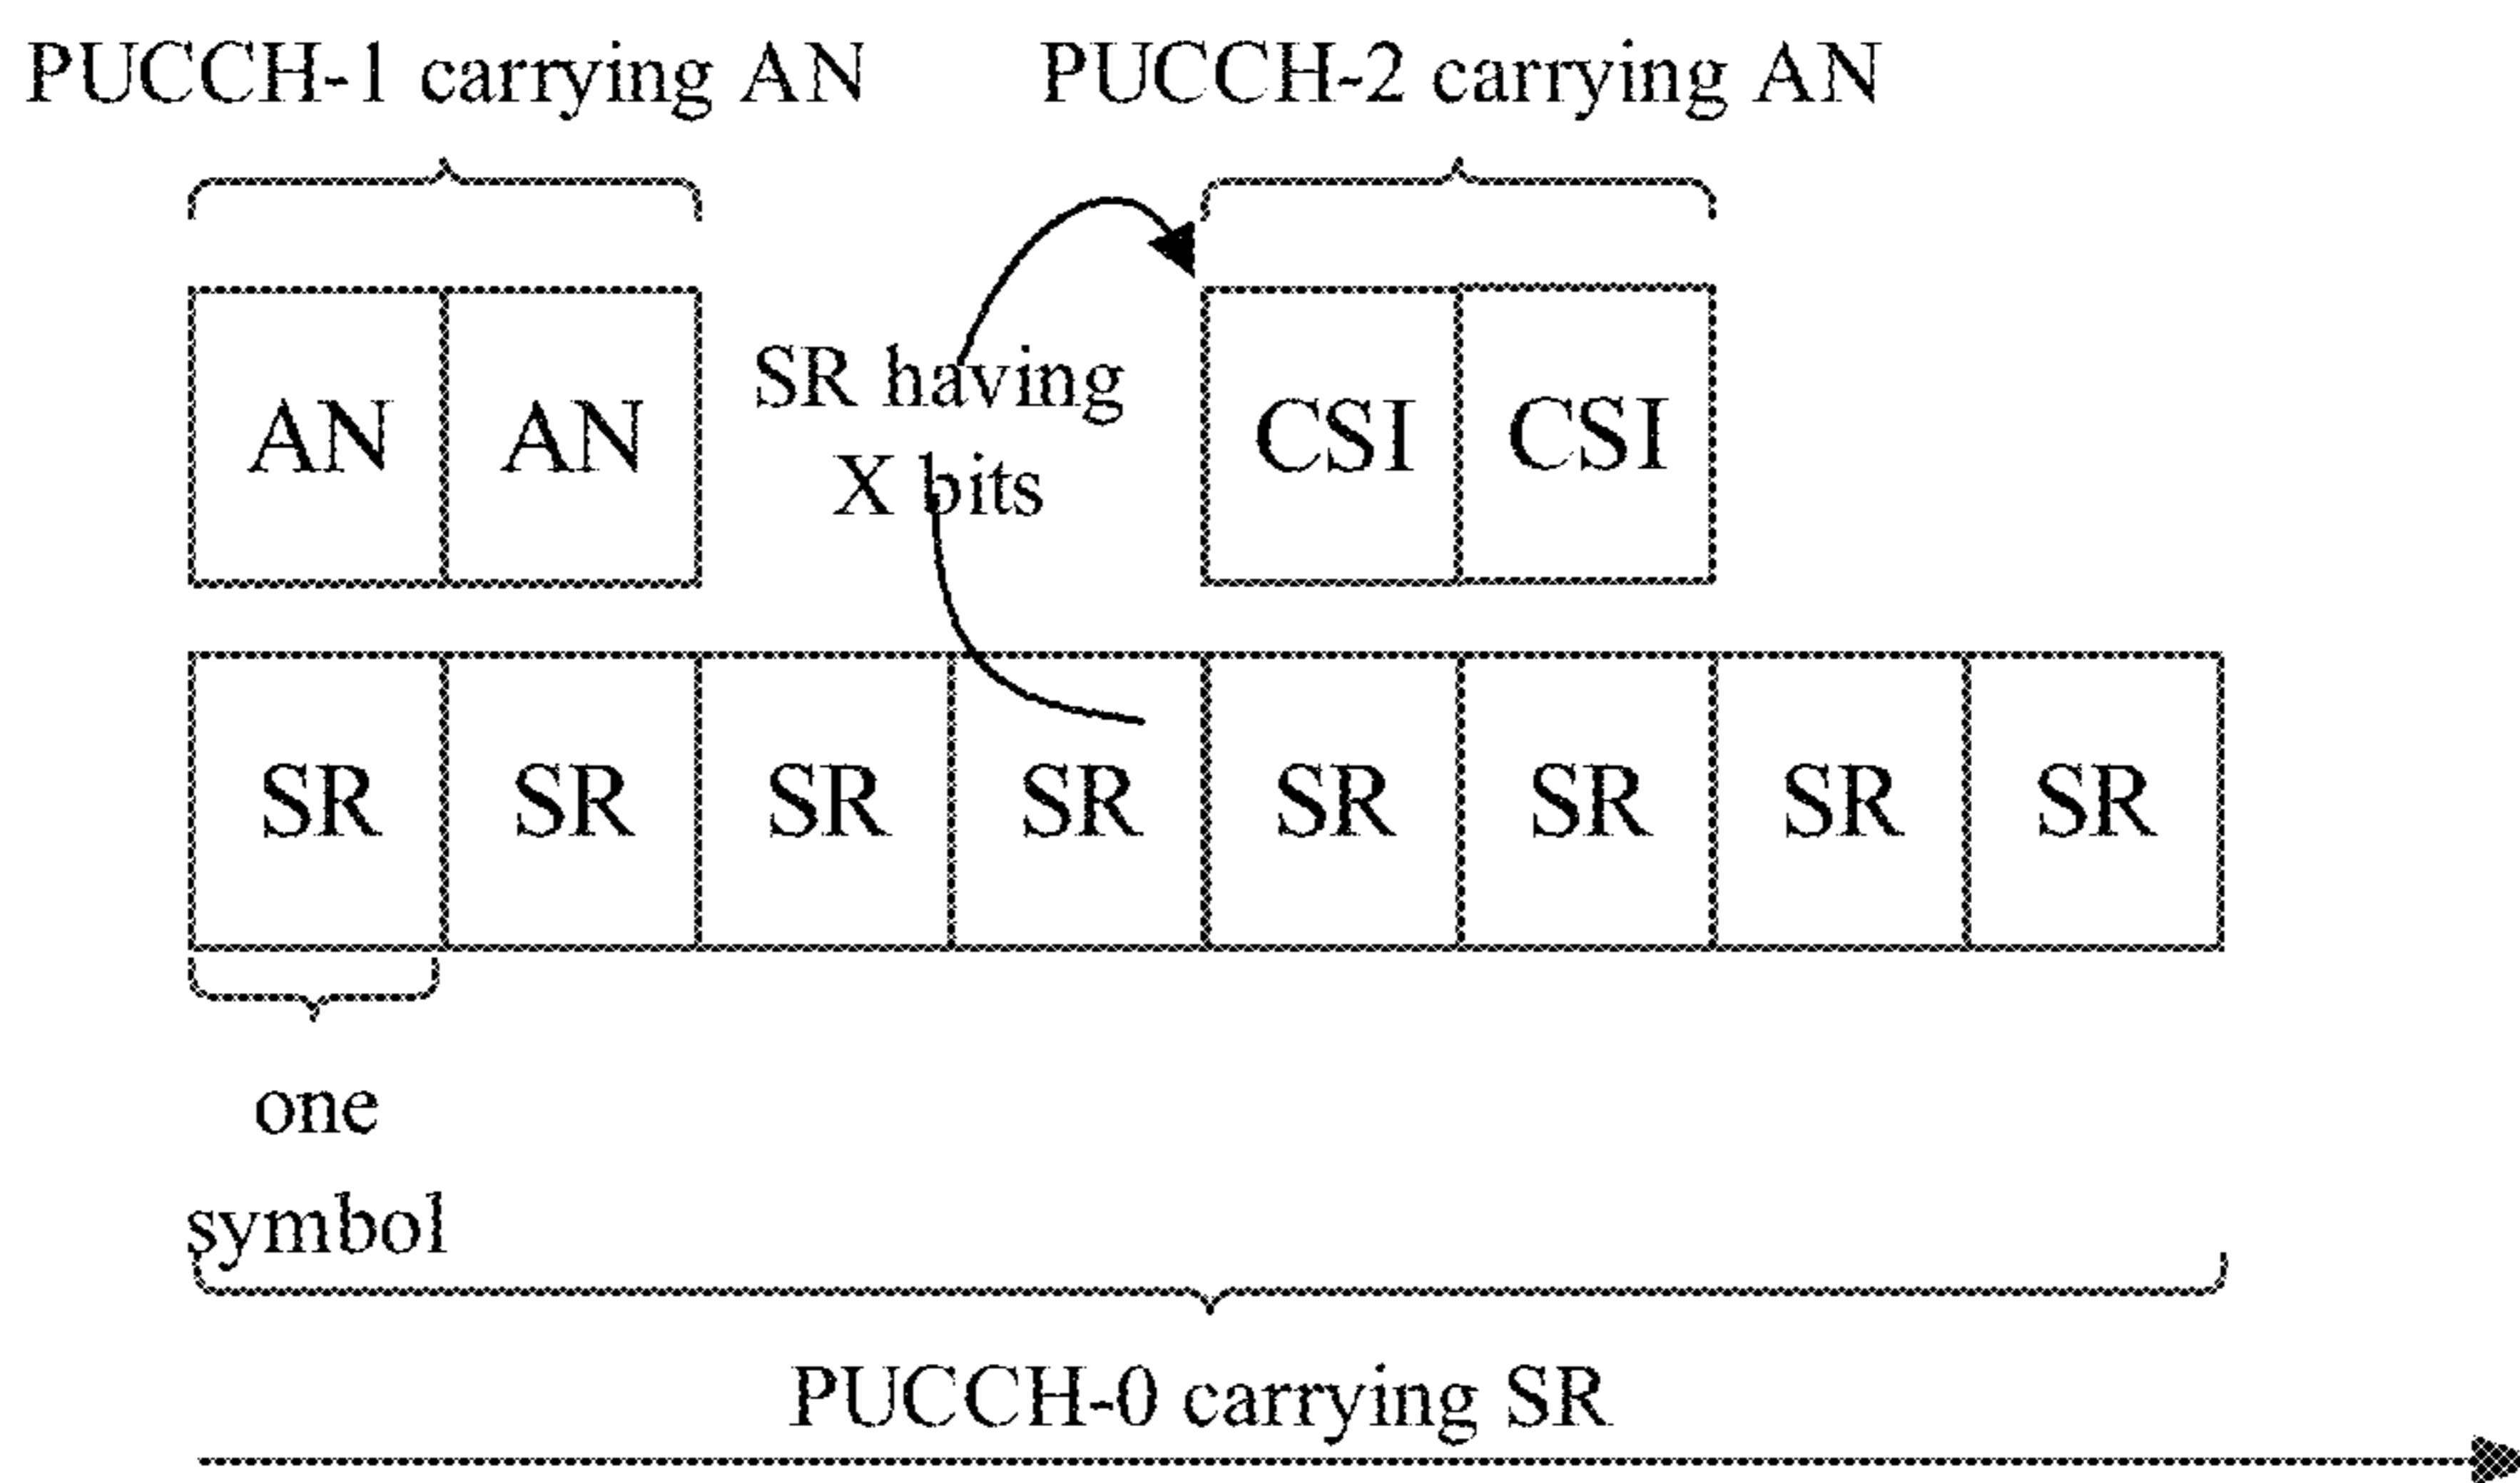 PUCCH-1 carrying AN
PUCCH-2 carrying AN
SR having
X bits
AN AN
CSI CSI
SR SR SR SR SR SR SR SR
one
symbol
PUCCH-0 carrying SR